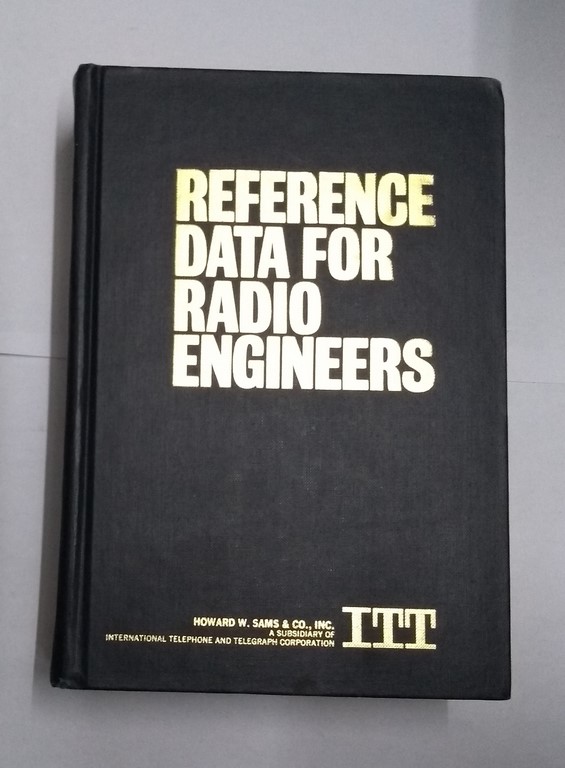 REFERENCE
DATA FOR
RADIO
ENGINEERS
HOWARD W. SAMS & CO., INC.
A SUBSIDIARY OF
INTERNATIONAL TELEPHONE AND TELEGRAPH CORPORATION
ITT